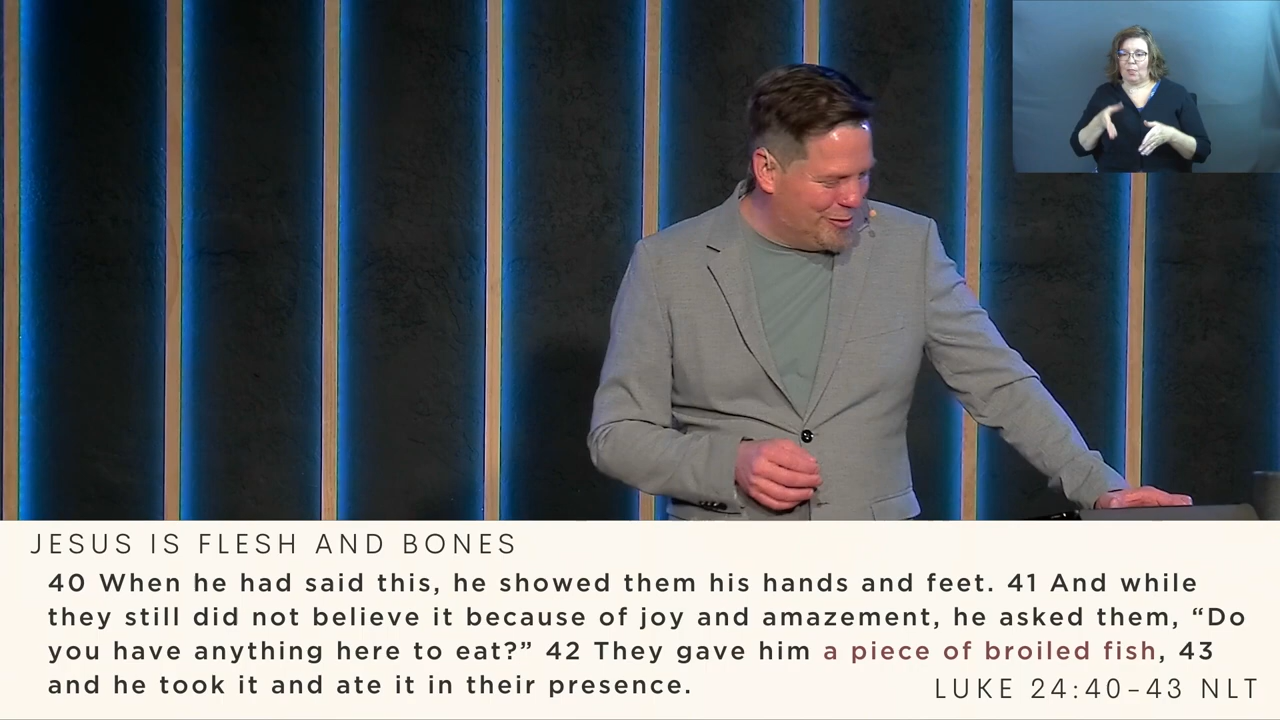 JESUS IS FLESH AND BONES
40 When he had said this, he showed them his hands and feet. 41 And while
they still did not believe it because of joy and amazement, he asked them, “Do
you have anything here to eat?” 42 They gave him a piece of broiled fish, 43
and he took it and ate it in their presence.
LUKE 24:40–43 NLT